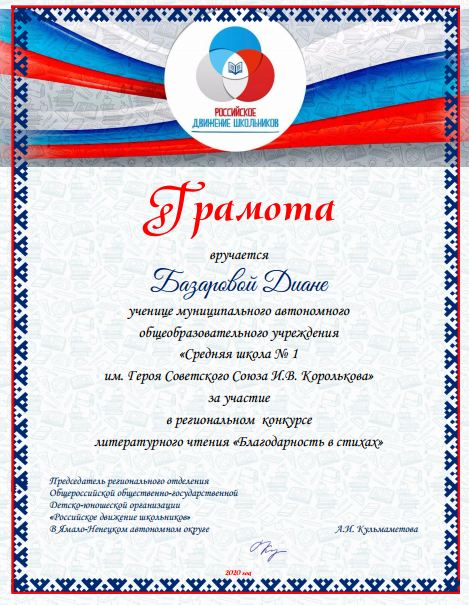 РОССИЙСКОЕ
ДВИЖЕНИЕ ШКОЛЬНИКОВ
Грамота
вручается
Базаровой Диане
ученице муниципального автономного
общеобразовательного учреждения
«Средняя школа № 1
им. Героя Советского Союза И.В. Королькова»
за участие
в региональном конкурсе
литературного чтения «Благодарность в стихах»
Председатель регионального отделения
Общероссийской общественно-государственной
Детско-юношеской организации
«Российское движение школьников»
В Ямало-Ненецком автономном округе А.И. Кульмаметова
2020 год